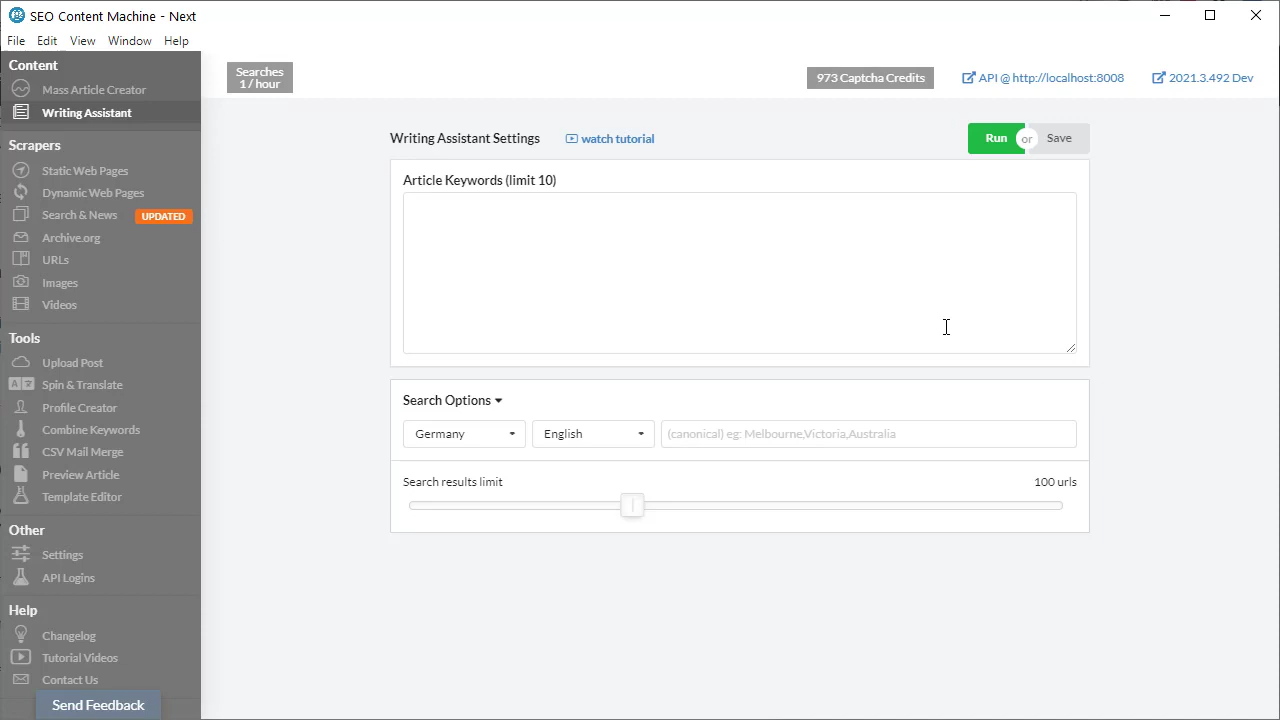 SEO Content Machine - Next
File Edit View Window Help
Content
Mass Article Creator
Writing Assistant
Scrapers
Static Web Pages
Dynamic Web Pages
Search & News UPDATED
Archive.org
URLs
Images
Videos
Tools
Upload Post
Spin & Translate
Profile Creator
Combine Keywords
CSV Mail Merge
Preview Article
Template Editor
Other
Settings
API Logins
Help
Changelog
Tutorial Videos
Contact Us
Send Feedback
Searches
1 / hour
973 Captcha Credits
API @ http://localhost:8008
2021.3.492 Dev
Writing Assistant Settings
watch tutorial
Run or Save
Article Keywords (limit 10)
Search Options
Germany
English
(canonical) eg: Melbourne,Victoria,Australia
Search results limit
100 urls